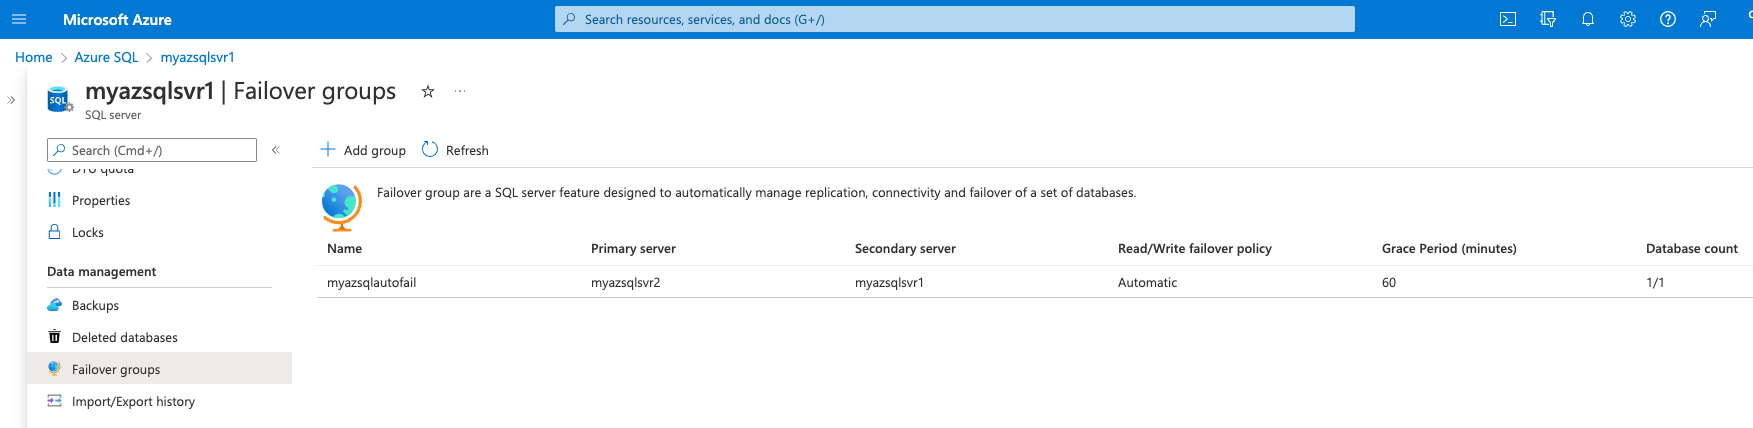 Microsoft Azure
Search resources, services, and docs (G+/)
Home > Azure SQL > myazsqlsvr1
myazsqlsvr1 | Failover groups
SQL
SQL server
Search (Cmd+/)
DTU quota
Properties
Locks
Data management
Backups
Deleted databases
Failover groups
Import/Export history
Add group Refresh
Failover group are a SQL server feature designed to automatically manage replication, connectivity and failover of a set of databases.
Name Primary server Secondary server Read/Write failover policy Grace Period (minutes) Database count
myazsqlautofail myazsqlsvr2 myazsqlsvr1 Automatic 60 1/1